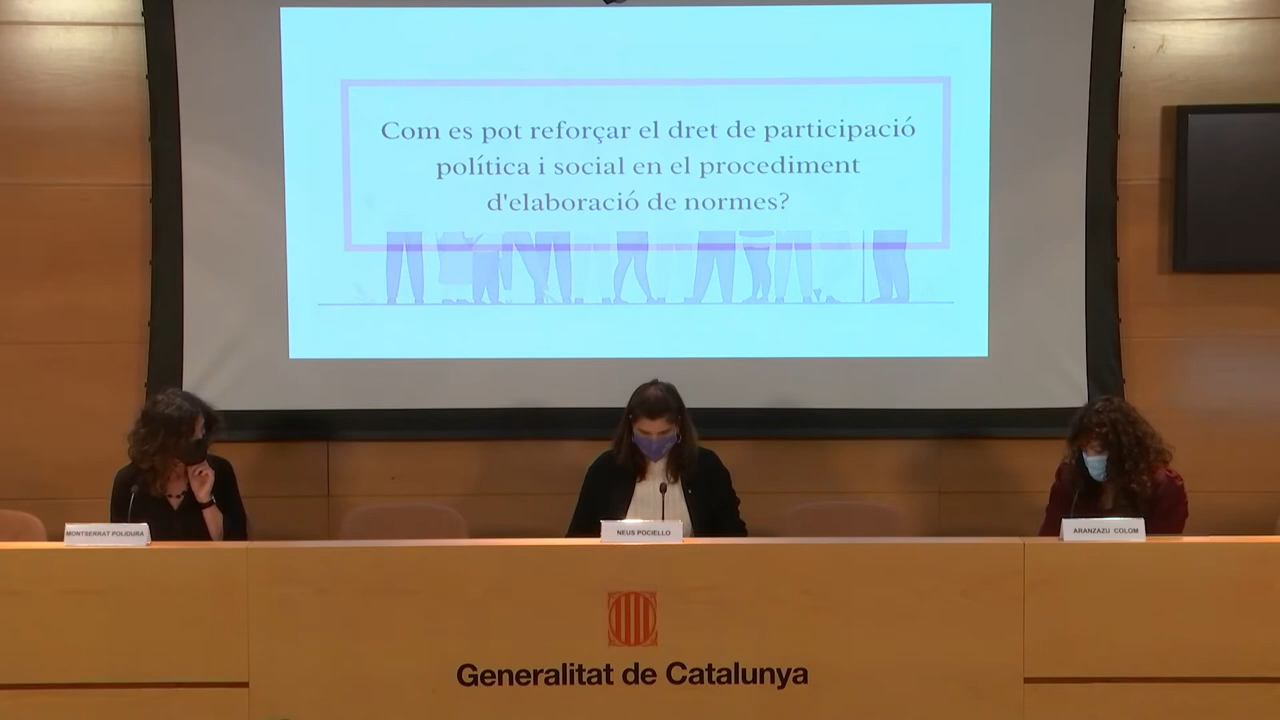 Com es pot reforçar el dret de participació
política i social en el procediment
d'elaboració de normes?
MONTSERRAT POLIDURA
NEUS POCIELLO
ARANZAZU COLOM
Generalitat de Catalunya